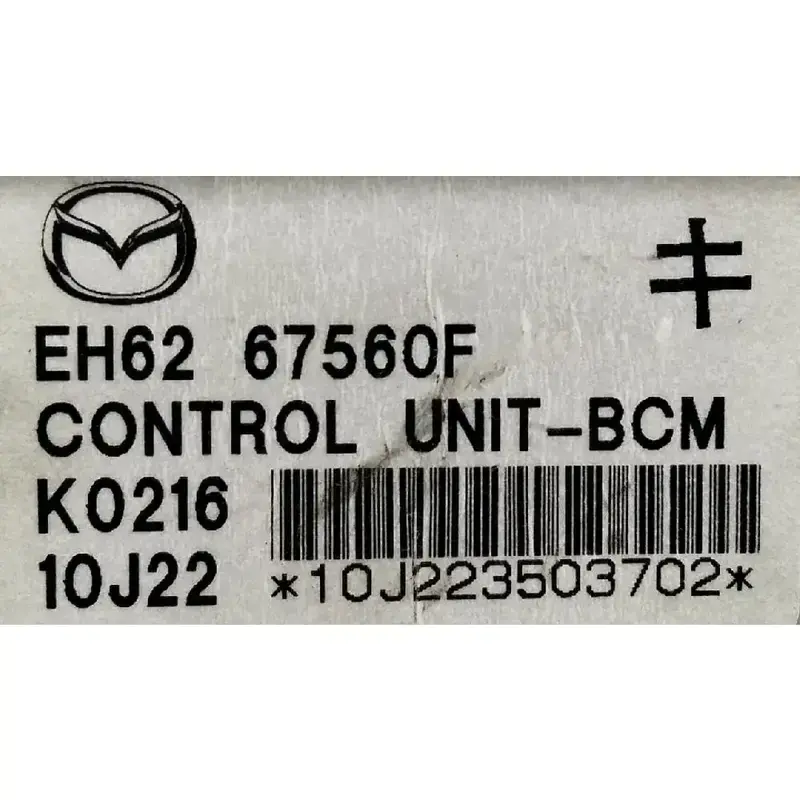 キ
EH62 67560F
CONTROL UNIT-BCM
K0216
10J22 *10J223503702*